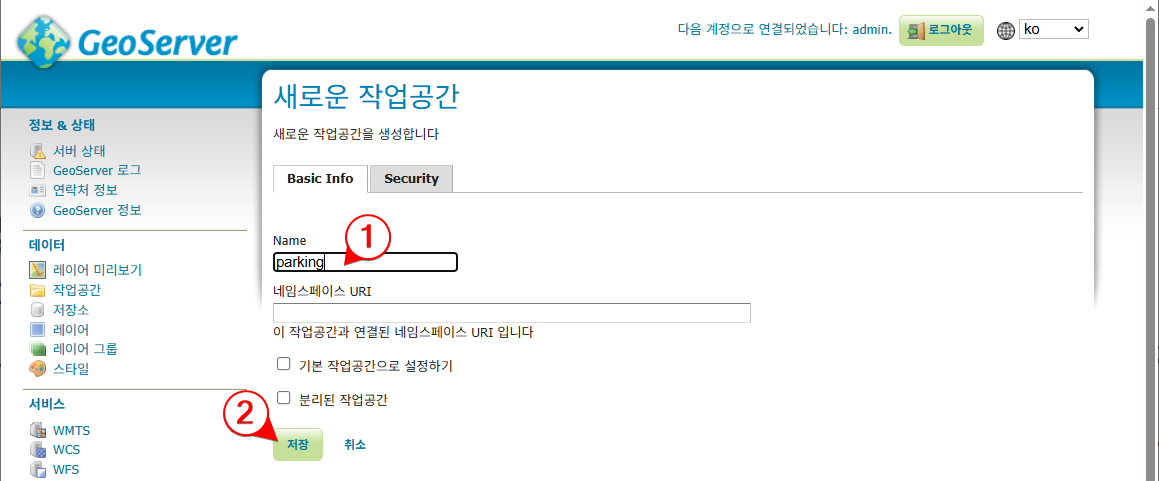 GeoServer
다음 계정으로 연결되었습니다: admin.
로그아웃
ko
정보 & 상태
서버 상태
GeoServer 로그
연락처 정보
GeoServer 정보
데이터
레이어 미리보기
작업공간
저장소
레이어
레이어 그룹
스타일
서비스
WMTS
WCS
WFS
새로운 작업공간
새로운 작업공간을 생성합니다
Basic Info
Security
1
Name
parking
네임스페이스 URI
이 작업공간과 연결된 네임스페이스 URI 입니다
기본 작업공간으로 설정하기
분리된 작업공간
2
저장
취소